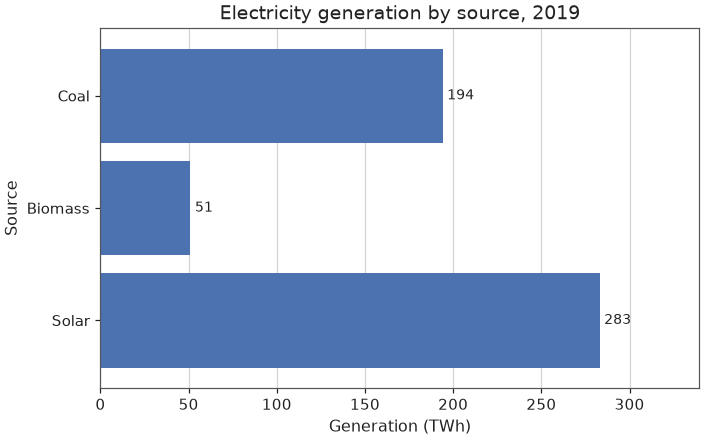 Electricity generation by source, 2019
Source
Coal
194
Biomass
51
Solar
283
0 50 100 150 200 250 300
Generation (TWh)